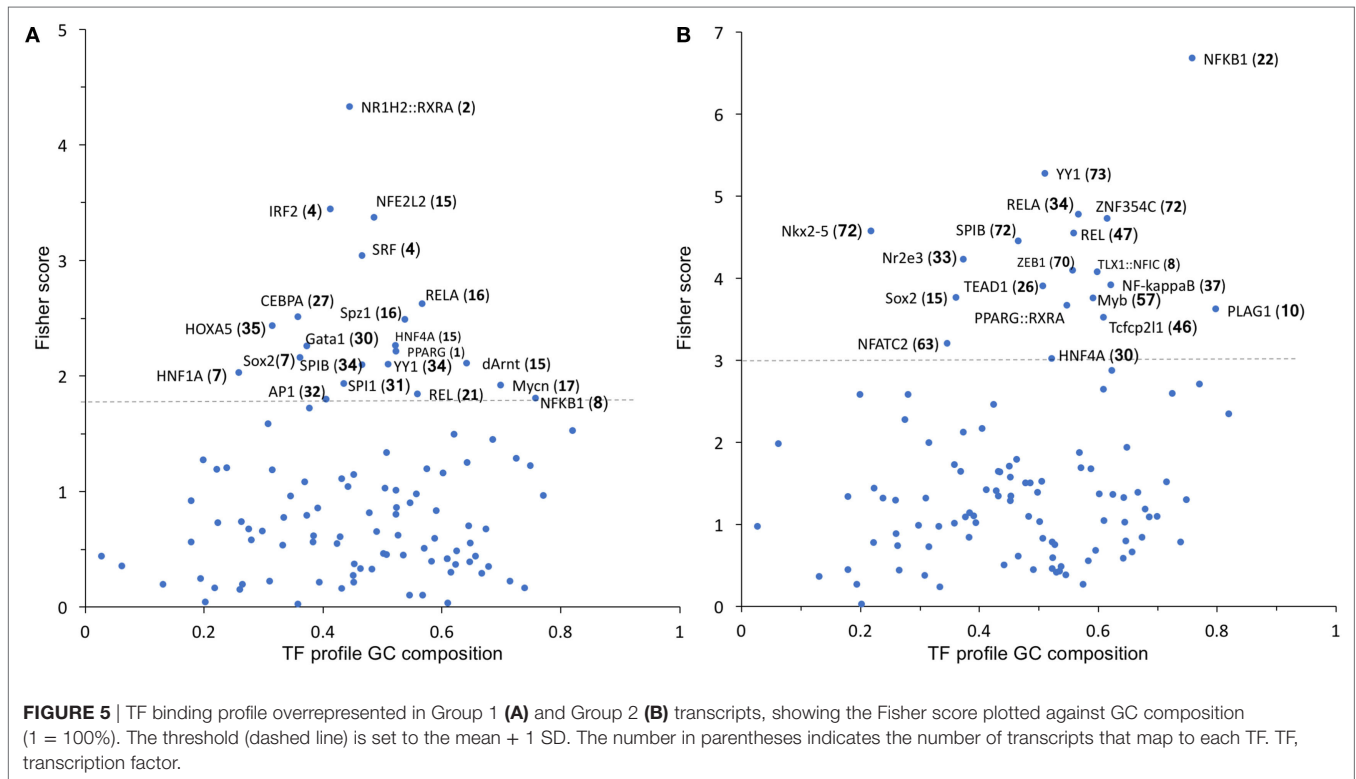 A
5
4
3
2
1
0
Fisher score
NR1H2::RXRA (2)
IRF2 (4)
NFE2L2 (15)
SRF (4)
RELA (16)
CEBPA (27)
Spz1 (16)
HOXA5 (35)
Gata1 (30)
HNF4A (15)
PPARG (1)
Sox2(7)
SPIB (34)
YY1 (34)
dArnt (15)
HNF1A (7)
SPI1 (31)
Mycn (17)
AP1 (32)
REL (21)
NFKB1 (8)
0 0.2 0.4 0.6 0.8 1
TF profile GC composition
B
7
6
5
4
3
2
1
0
Fisher score
NFKB1 (22)
YY1 (73)
RELA (34)
ZNF354C (72)
Nkx2-5 (72)
SPIB (72)
REL (47)
Nr2e3 (33)
ZEB1 (70)
TLX1::NFIC (8)
TEAD1 (26)
NF-kappaB (37)
Sox2 (15)
Myb (57)
PPARG::RXRA
PLAG1 (10)
Tcfcp2l1 (46)
NFATC2 (63)
HNF4A (30)
0 0.2 0.4 0.6 0.8 1
TF profile GC composition
FIGURE 5 | TF binding profile overrepresented in Group 1 (A) and Group 2 (B) transcripts, showing the Fisher score plotted against GC composition
(1 = 100%). The threshold (dashed line) is set to the mean + 1 SD. The number in parentheses indicates the number of transcripts that map to each TF. TF,
transcription factor.